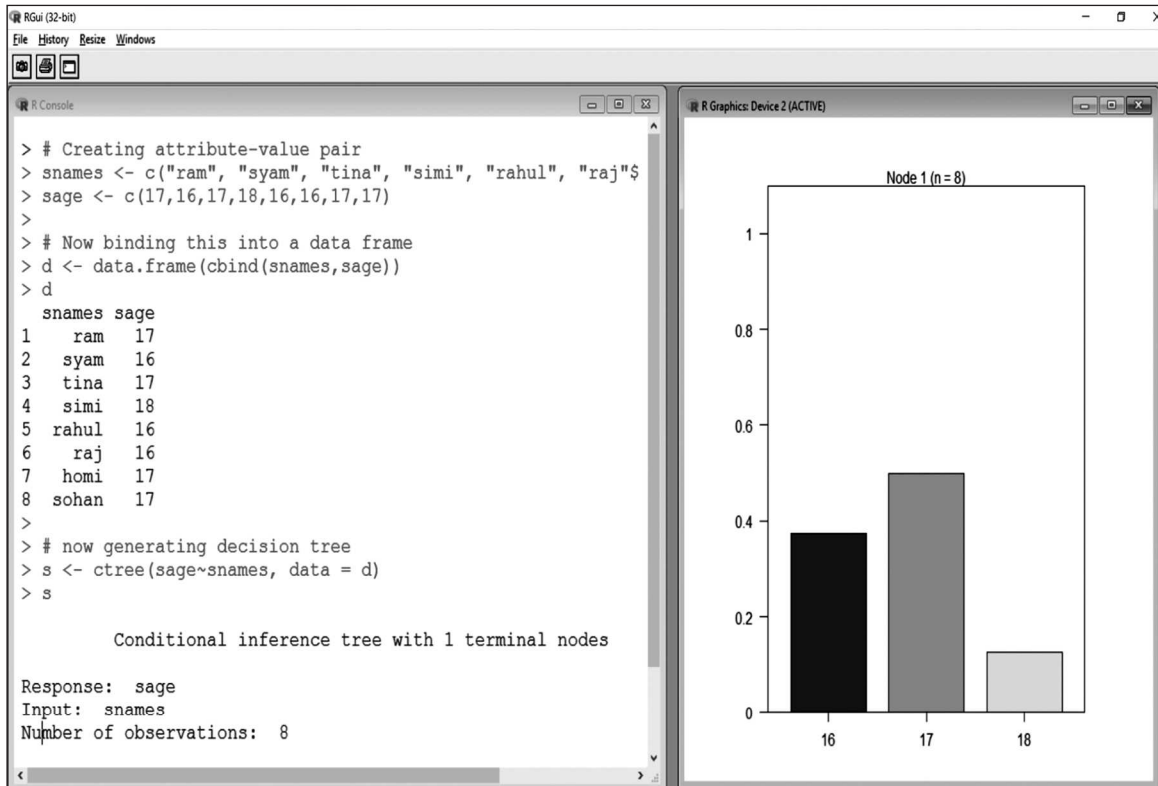 RGui (32-bit)
File History Resize Windows
R Console
> # Creating attribute-value pair
> snames <- c("ram", "syam", "tina", "simi", "rahul", "raj"$
> sage <- c(17,16,17,18,16,16,17,17)
>
> # Now binding this into a data frame
> d <- data.frame(cbind(snames,sage))
> d
snames sage
1 ram 17
2 syam 16
3 tina 17
4 simi 18
5 rahul 16
6 raj 16
7 homi 17
8 sohan 17
>
> # now generating decision tree
> s <- ctree(sage~snames, data = d)
> s
Conditional inference tree with 1 terminal nodes
Response: sage
Input: snames
Number of observations: 8
R Graphics: Device 2 (ACTIVE)
Node 1 (n = 8)
1
0.8
0.6
0.4
0.2
0
16 17 18